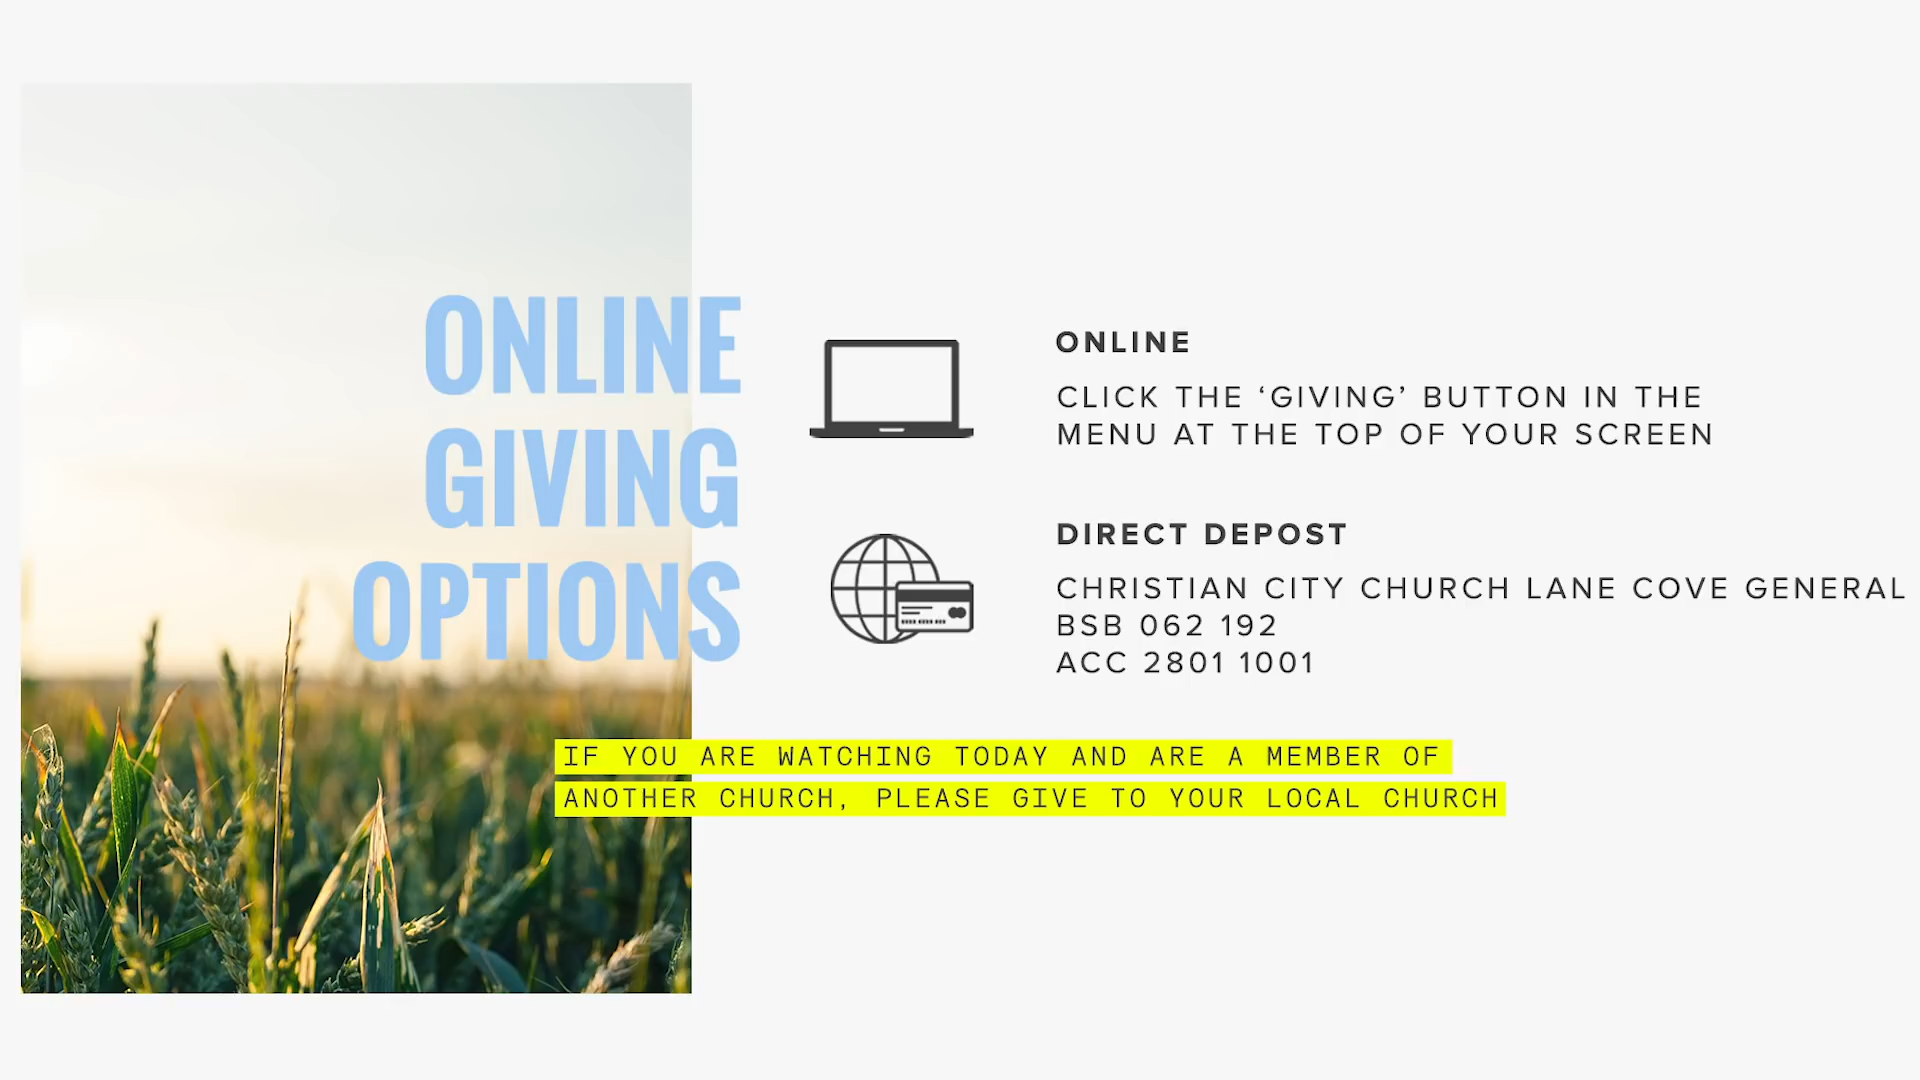 ONLINE
GIVING
OPTIONS
ONLINE
CLICK THE ‘GIVING’ BUTTON IN THE
MENU AT THE TOP OF YOUR SCREEN
DIRECT DEPOST
CHRISTIAN CITY CHURCH LANE COVE GENERAL
BSB 062 192
ACC 2801 1001
IF YOU ARE WATCHING TODAY AND ARE A MEMBER OF
ANOTHER CHURCH, PLEASE GIVE TO YOUR LOCAL CHURCH